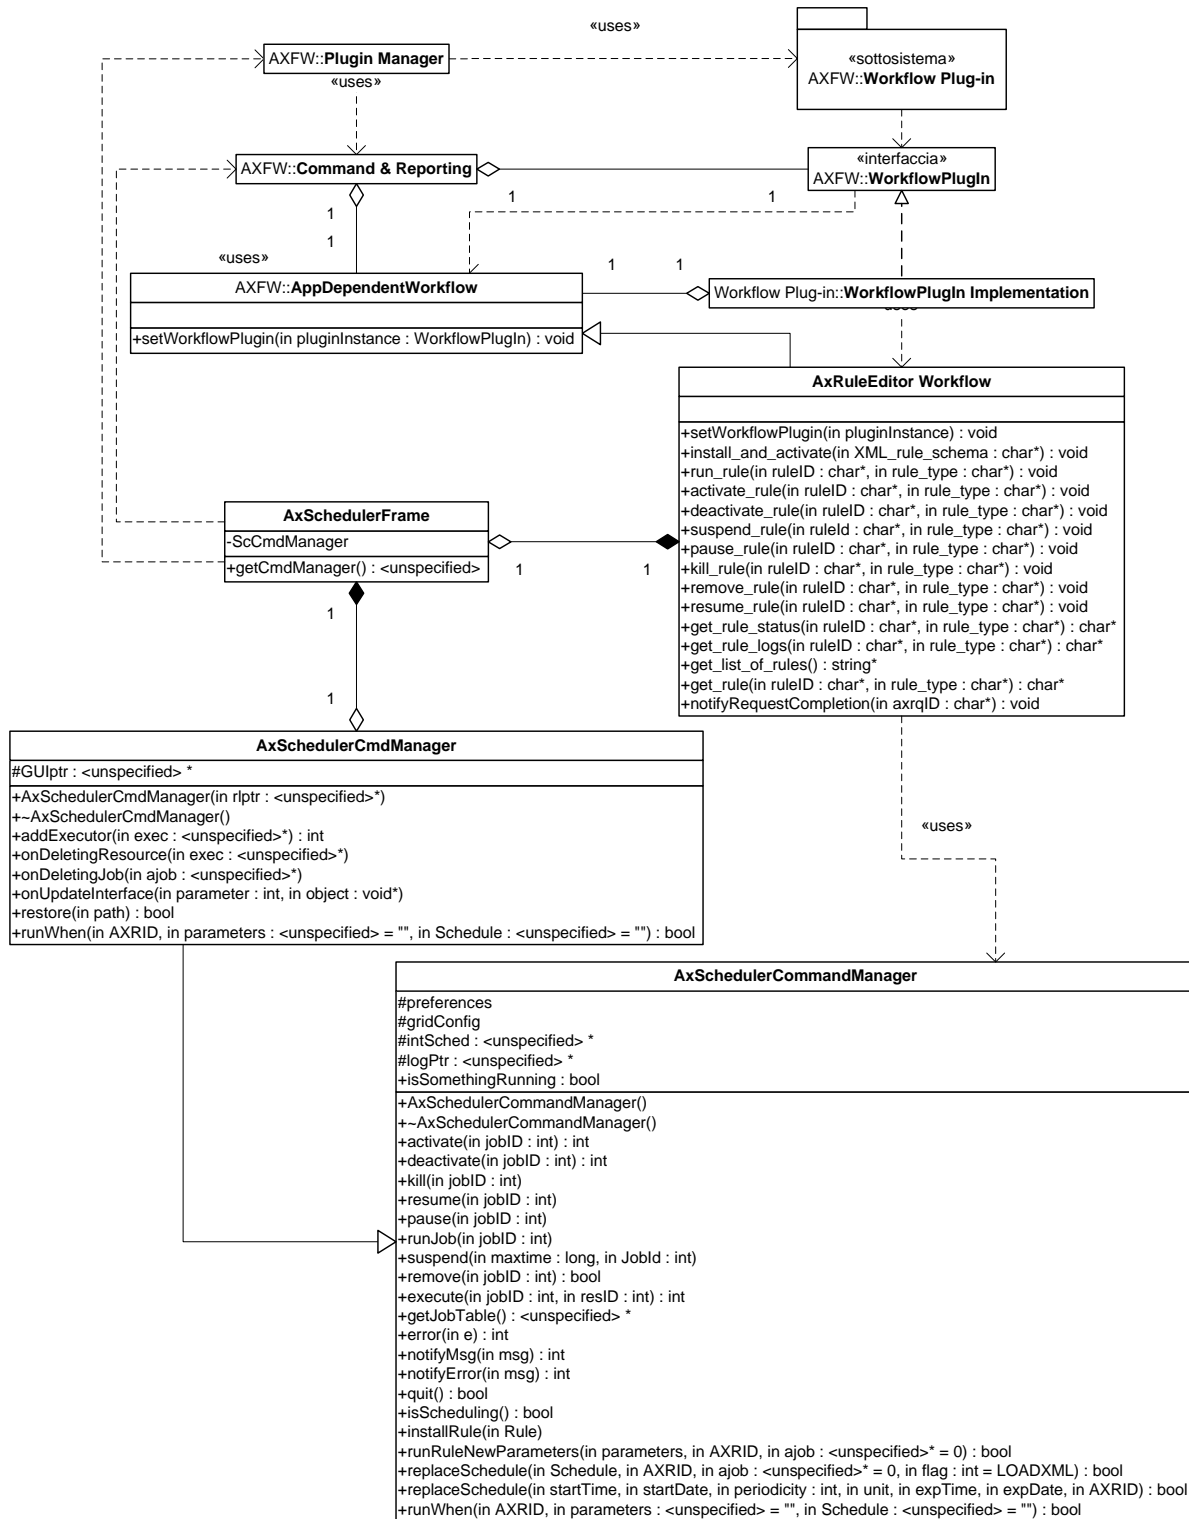 «uses»
AXFW::Plugin Manager
«sottosistema»
AXFW::Workflow Plug-in
«uses»
AXFW::Command & Reporting
«interfaccia»
AXFW::WorkflowPlugIn
1
1
1
1
«uses»
1
1
AXFW::AppDependentWorkflow
+setWorkflowPlugin(in pluginInstance : WorkflowPlugIn) : void
Workflow Plug-in::WorkflowPlugIn Implementation
uses
AxRuleEditor Workflow
+setWorkflowPlugin(in pluginInstance) : void
+install_and_activate(in XML_rule_schema : char*) : void
+run_rule(in ruleID : char*, in rule_type : char*) : void
+activate_rule(in ruleID : char*, in rule_type : char*) : void
+deactivate_rule(in ruleID : char*, in rule_type : char*) : void
+suspend_rule(in ruleId : char*, in rule_type : char*) : void
+pause_rule(in ruleID : char*, in rule_type : char*) : void
+kill_rule(in ruleID : char*, in rule_type : char*) : void
+remove_rule(in ruleID : char*, in rule_type : char*) : void
+resume_rule(in ruleID : char*, in rule_type : char*) : void
+get_rule_status(in ruleID : char*, in rule_type : char*) : char*
+get_rule_logs(in ruleID : char*, in rule_type : char*) : char*
+get_list_of_rules() : string*
+get_rule(in ruleID : char*, in rule_type : char*) : char*
+notifyRequestCompletion(in axrqID : char*) : void
AxSchedulerFrame
-ScCmdManager
+getCmdManager() : <unspecified>
1
1
1
1
AxSchedulerCmdManager
#GUIptr : <unspecified> *
+AxSchedulerCmdManager(in rlptr : <unspecified>*)
+~AxSchedulerCmdManager()
+addExecutor(in exec : <unspecified>*) : int
+onDeletingResource(in exec : <unspecified>*)
+onDeletingJob(in ajob : <unspecified>*)
+onUpdateInterface(in parameter : int, in object : void*)
+restore(in path) : bool
+runWhen(in AXRID, in parameters : <unspecified> = "", in Schedule : <unspecified> = "") : bool
«uses»
AxSchedulerCommandManager
#preferences
#gridConfig
#intSched : <unspecified> *
#logPtr : <unspecified> *
+isSomethingRunning : bool
+AxSchedulerCommandManager()
+~AxSchedulerCommandManager()
+activate(in jobID : int) : int
+deactivate(in jobID : int) : int
+kill(in jobID : int)
+resume(in jobID : int)
+pause(in jobID : int)
+runJob(in jobID : int)
+suspend(in maxtime : long, in JobId : int)
+remove(in jobID : int) : bool
+execute(in jobID : int, in resID : int) : int
+getJobTable() : <unspecified> *
+error(in e) : int
+notifyMsg(in msg) : int
+notifyError(in msg) : int
+quit() : bool
+isScheduling() : bool
+installRule(in Rule)
+runRuleNewParameters(in parameters, in AXRID, in ajob : <unspecified>* = 0) : bool
+replaceSchedule(in Schedule, in AXRID, in ajob : <unspecified>* = 0, in flag : int = LOADXML) : bool
+replaceSchedule(in startTime, in startDate, in periodicity : int, in unit, in expTime, in expDate, in AXRID) : bool
+runWhen(in AXRID, in parameters : <unspecified> = "", in Schedule : <unspecified> = "") : bool